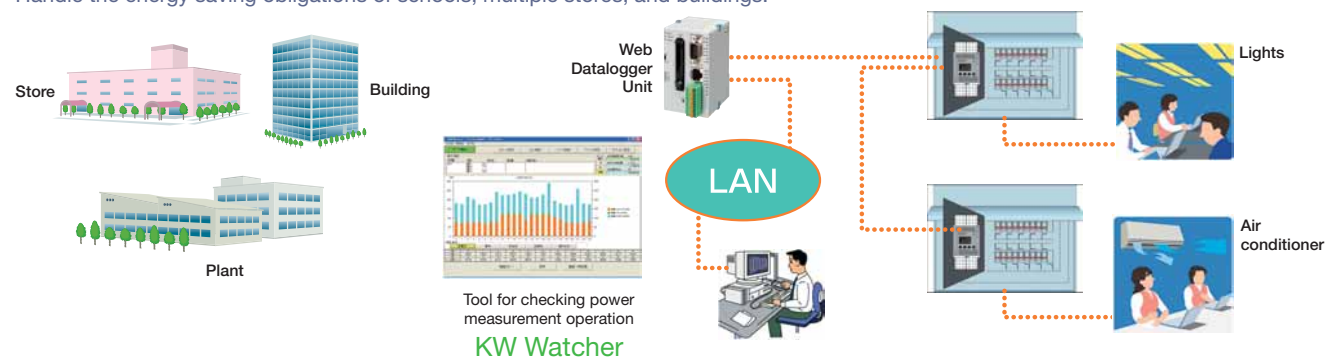 Handle the energy saving obligations of schools, multiple stores, and buildings.
Store
Building
Plant
Tool for checking power
measurement operation
KW Watcher
Web
Datalogger
Unit
LAN
Lights
Air
conditioner